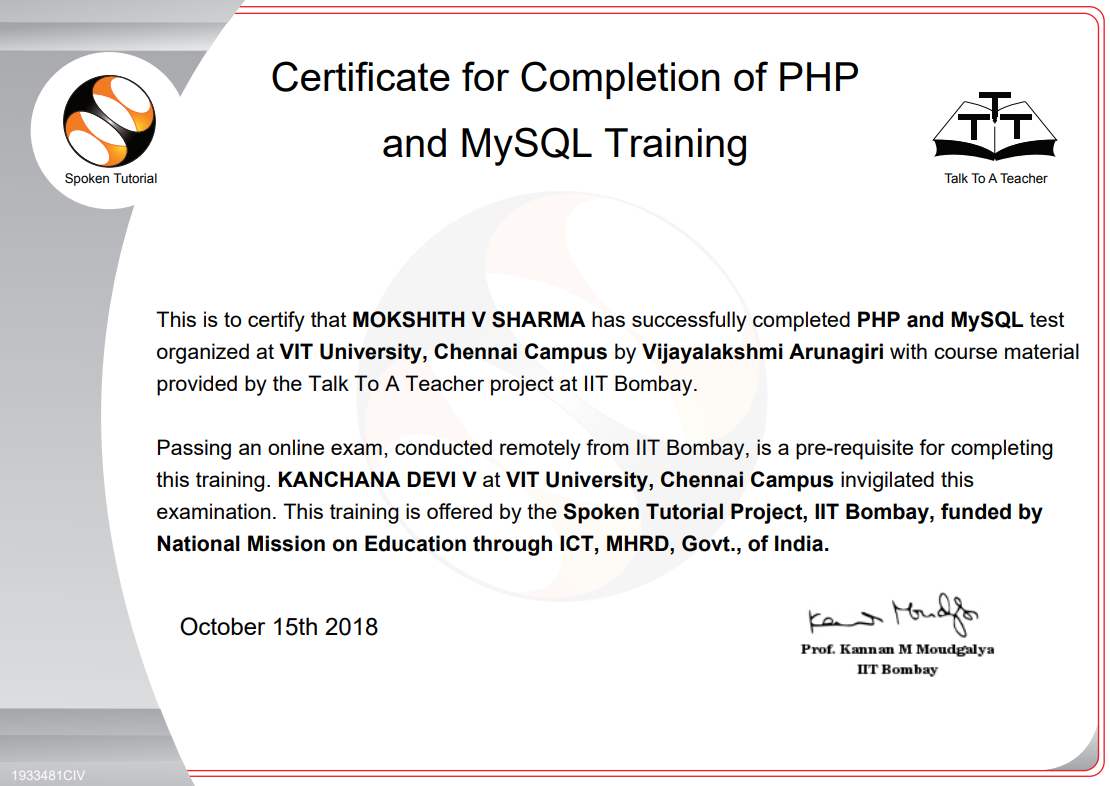 Certificate for Completion of PHP
and MySQL Training
Spoken Tutorial
TTT
Talk To A Teacher
This is to certify that MOKSHITH V SHARMA has successfully completed PHP and MySQL test
organized at VIT University, Chennai Campus by Vijayalakshmi Arunagiri with course material
provided by the Talk To A Teacher project at IIT Bombay.
Passing an online exam, conducted remotely from IIT Bombay, is a pre-requisite for completing
this training. KANCHANA DEVI V at VIT University, Chennai Campus invigilated this
examination. This training is offered by the Spoken Tutorial Project, IIT Bombay, funded by
National Mission on Education through ICT, MHRD, Govt., of India.
October 15th 2018
Prof. Kannan M Moudgalya
IIT Bombay
1933481CIV